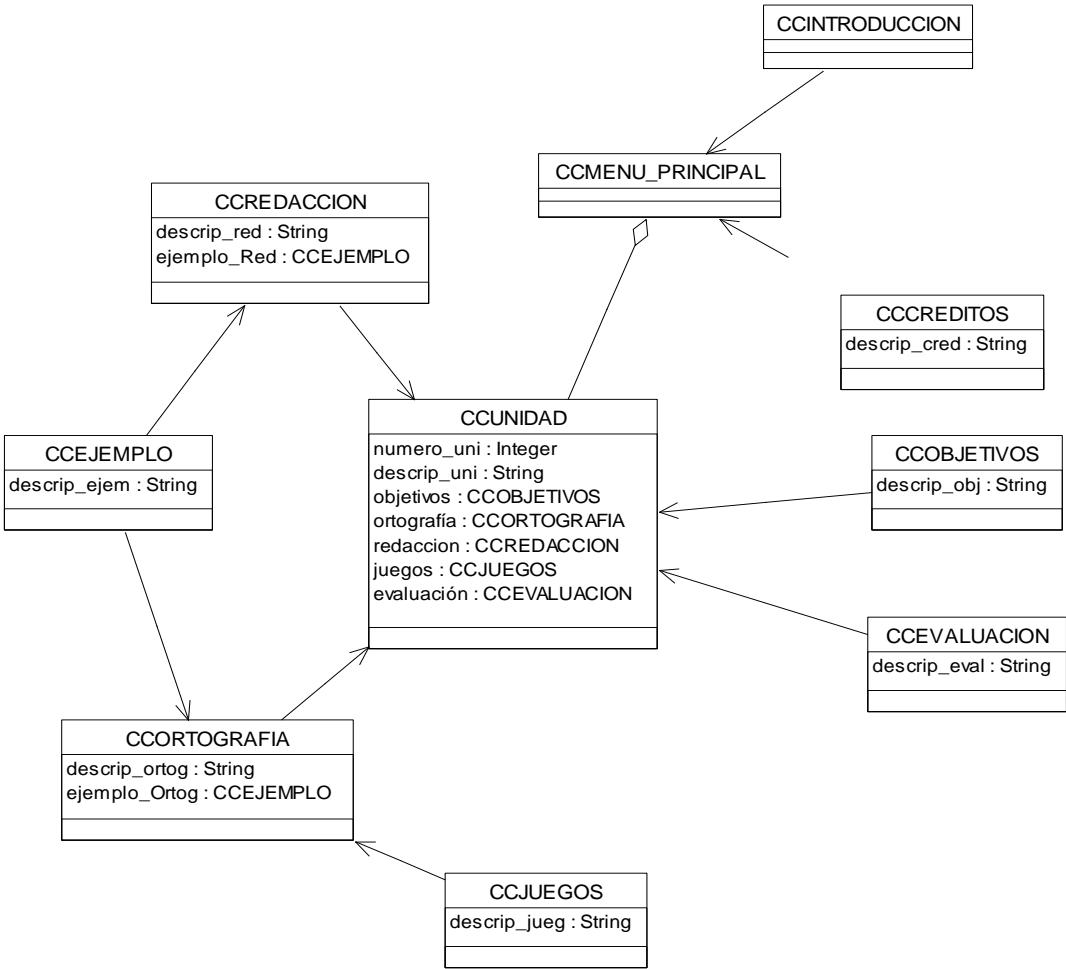 CCINTRODUCCION
CCMENU_PRINCIPAL
CCREDACCION
descrip_red : String
ejemplo_Red : CCEJEMPLO
CCCREDITOS
descrip_cred : String
CCUNIDAD
numero_uni : Integer
descrip_uni : String
objetivos : CCOBJETIVOS
ortografía : CCORTOGRAFIA
redaccion : CCREDACCION
juegos : CCJUEGOS
evaluación : CCEVALUACION
CCEJEMPLO
descrip_ejem : String
CCOBJETIVOS
descrip_obj : String
CCEVALUACION
descrip_eval : String
CCORTOGRAFIA
descrip_ortog : String
ejemplo_Ortog : CCEJEMPLO
CCJUEGOS
descrip_jueg : String